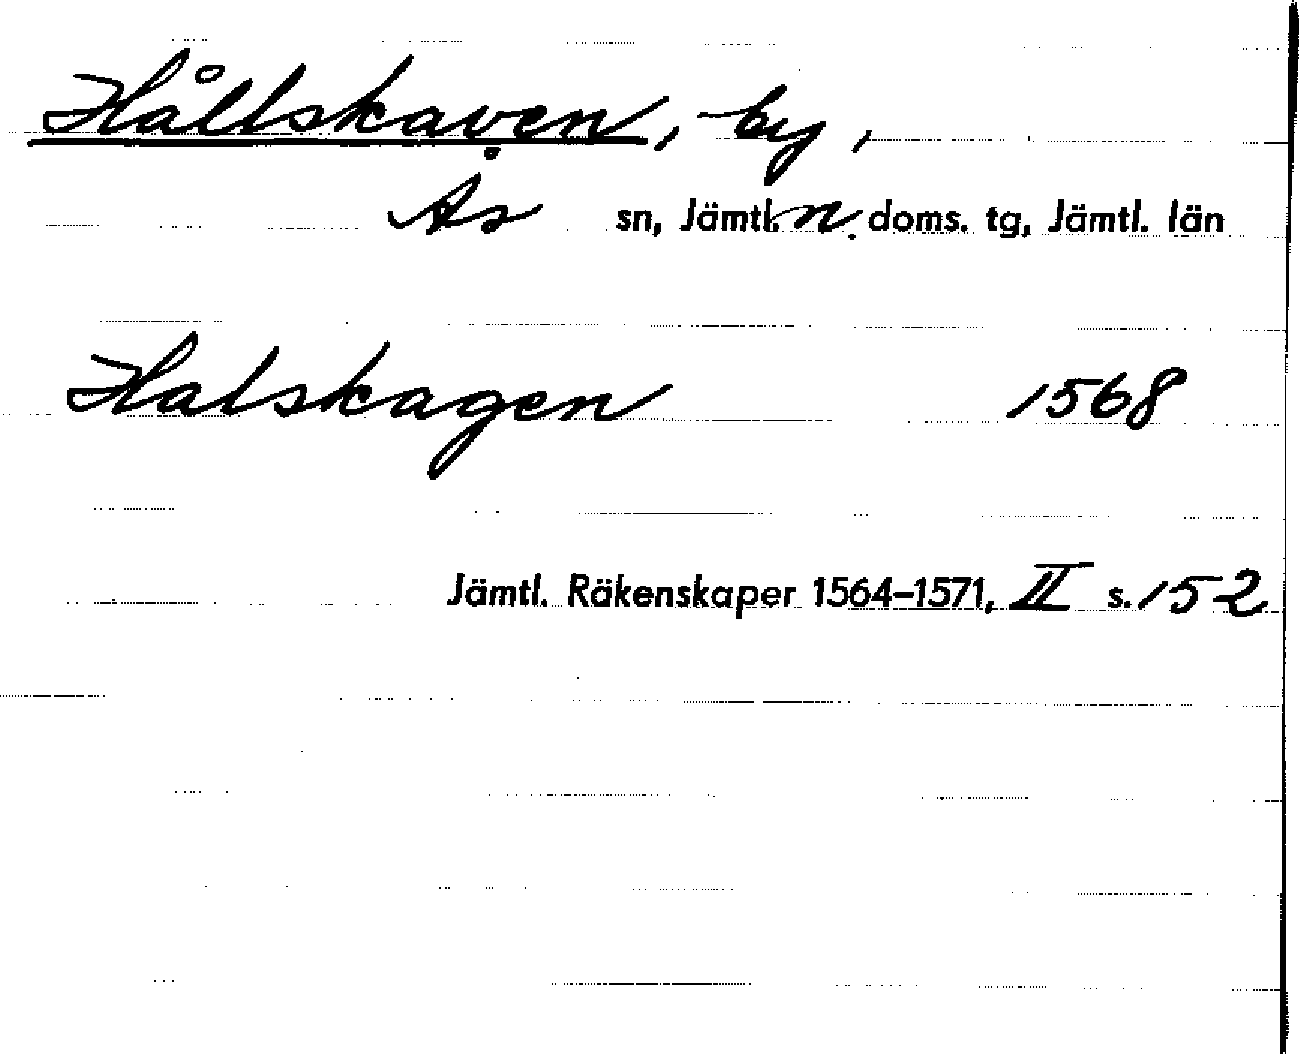 Hållskaven, by,
Ås sn, Jämtl. n. doms. tg, Jämtl. län
Halskagen 1568
Jämtl. Räkenskaper 1564–1571, II s. 152